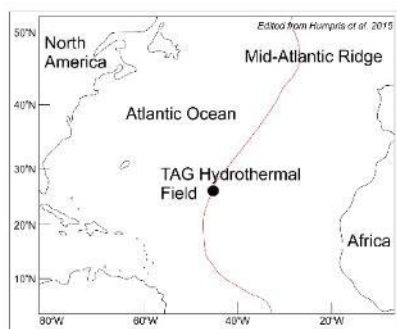 Edited from Humpris et al. 2015
50°N
North
America
Mid-Atlantic Ridge
40°N
Atlantic Ocean
30°N
TAG Hydrothermal
Field
20°N
Africa
10°N
80°W
60°W
40°W
20°W